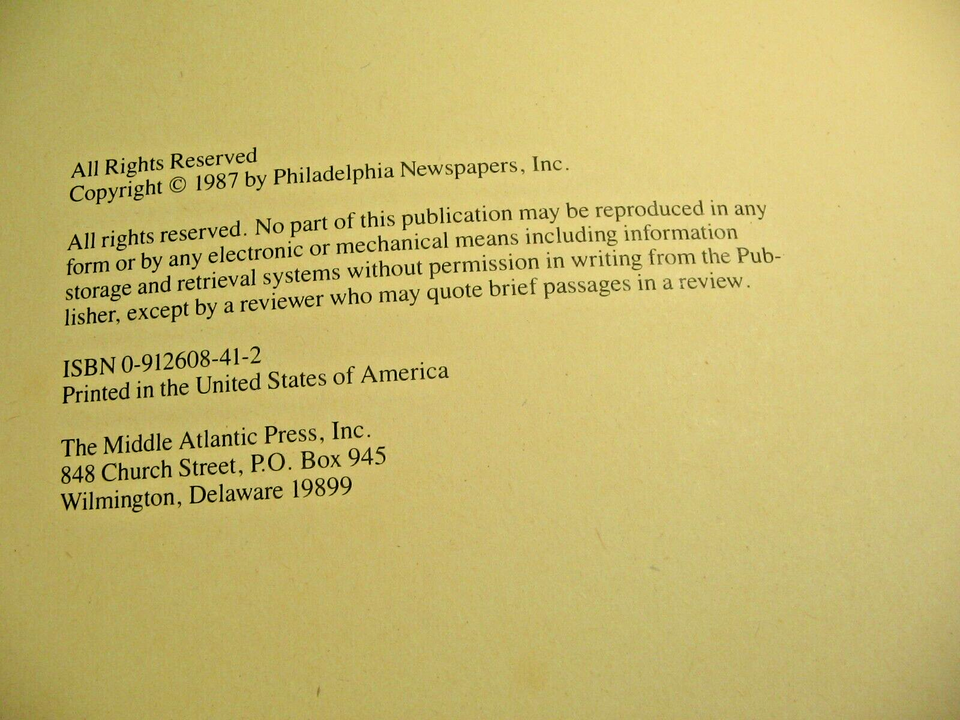 All Rights Reserved
Copyright © 1987 by Philadelphia Newspapers, Inc.
All rights reserved. No part of this publication may be reproduced in any
form or by any electronic or mechanical means including information
storage and retrieval systems without permission in writing from the Pub-
lisher, except by a reviewer who may quote brief passages in a review.
ISBN 0-912608-41-2
Printed in the United States of America
The Middle Atlantic Press, Inc.
848 Church Street, P.O. Box 945
Wilmington, Delaware 19899